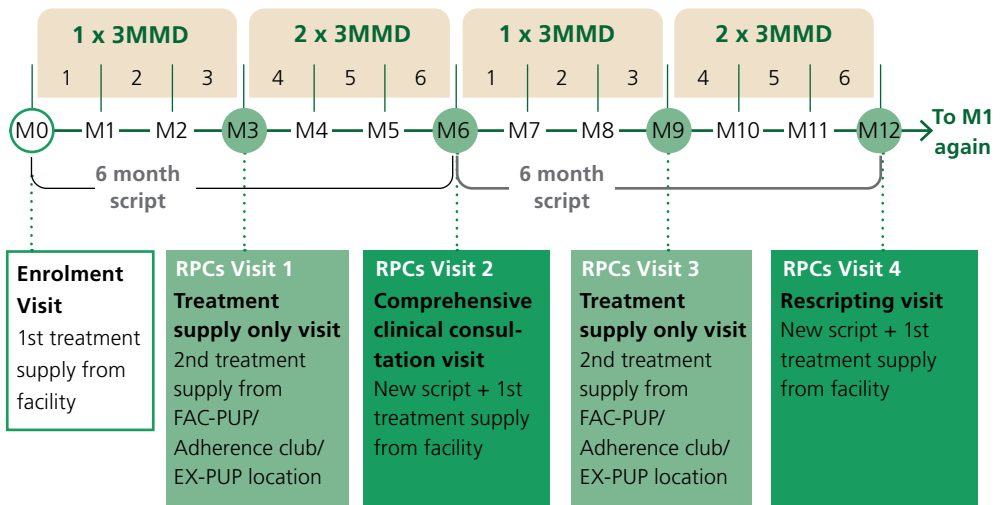 1 x 3MMD
2 x 3MMD
1 x 3MMD
2 x 3MMD
1 2 3 4 5 6 1 2 3 4 5 6
M0 M1 M2 M3 M4 M5 M6 M7 M8 M9 M10 M11 M12
To M1
again
6 month
script
6 month
script
Enrolment
Visit
1st treatment
supply from
facility
RPCs Visit 1
Treatment
supply only visit
2nd treatment
supply from
FAC-PUP/
Adherence club/
EX-PUP location
RPCs Visit 2
Comprehensive
clinical consul-
tation visit
New script + 1st
treatment supply
from facility
RPCs Visit 3
Treatment
supply only visit
2nd treatment
supply from
FAC-PUP/
Adherence club/
EX-PUP location
RPCs Visit 4
Rescripting visit
New script + 1st
treatment supply
from facility